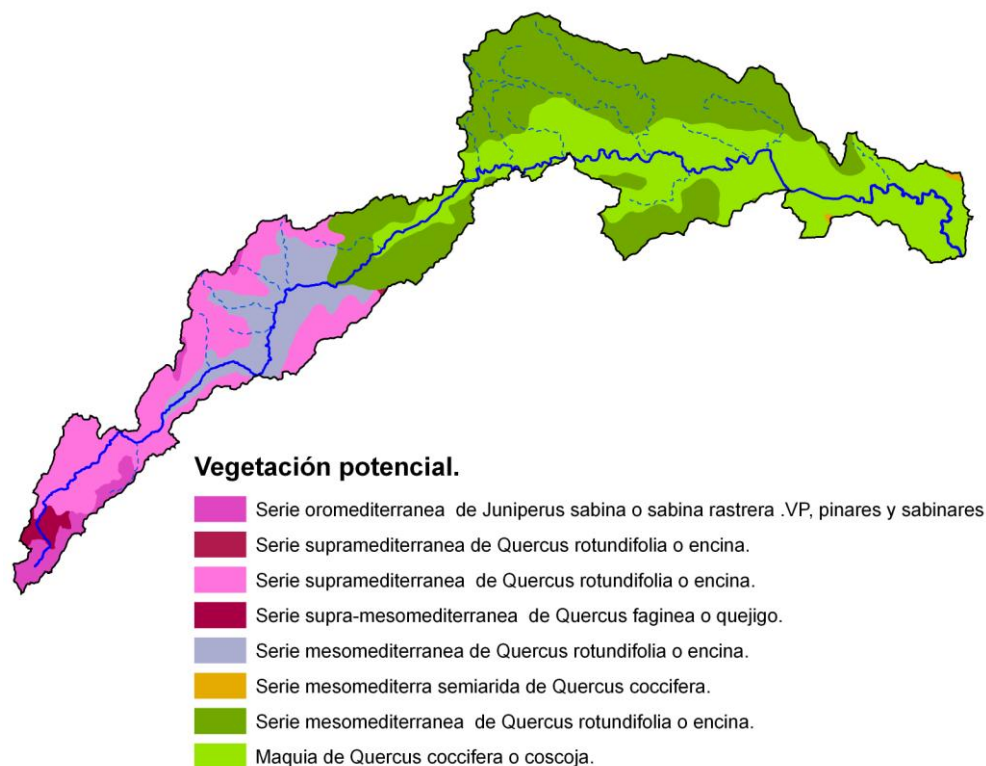 Vegetación potencial.
Serie oromediterranea de Juniperus sabina o sabina rastrera .VP, pinares y sabinares
Serie supramediterranea de Quercus rotundifolia o encina.
Serie supramediterranea de Quercus rotundifolia o encina.
Serie supra-mesomediterranea de Quercus faginea o quejigo.
Serie mesomediterranea de Quercus rotundifolia o encina.
Serie mesomediterra semiarida de Quercus coccifera.
Serie mesomediterranea de Quercus rotundifolia o encina.
Maquia de Quercus coccifera o coscoja.